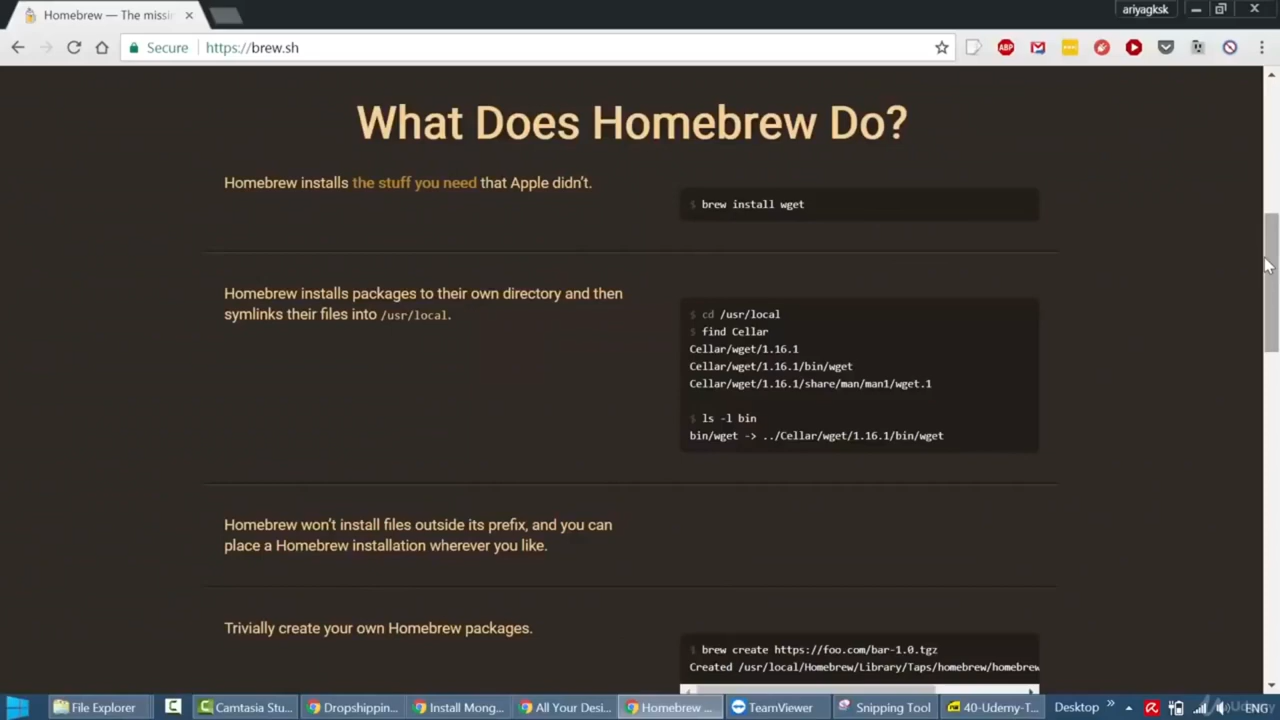 Homebrew — The missi
ariyagksk
Secure
https://brew.sh
ABP
What Does Homebrew Do?
Homebrew installs the stuff you need that Apple didn't.
$ brew install wget
Homebrew installs packages to their own directory and then
symlinks their files into /usr/local.
$ cd /usr/local
$ find Cellar
Cellar/wget/1.16.1
Cellar/wget/1.16.1/bin/wget
Cellar/wget/1.16.1/share/man/man1/wget.1
$ ls -l bin
bin/wget -> ../Cellar/wget/1.16.1/bin/wget
Homebrew won't install files outside its prefix, and you can
place a Homebrew installation wherever you like.
Trivially create your own Homebrew packages.
$ brew create https://foo.com/bar-1.0.tgz
Created /usr/local/Homebrew/Library/Taps/homebrew/homebrew
File Explorer
Camtasia Stu...
Dropshipping...
Install Mong...
All Your Desi...
Homebrew ...
TeamViewer
Snipping Tool
40-Udemy-T...
Desktop
ENG
Udemy